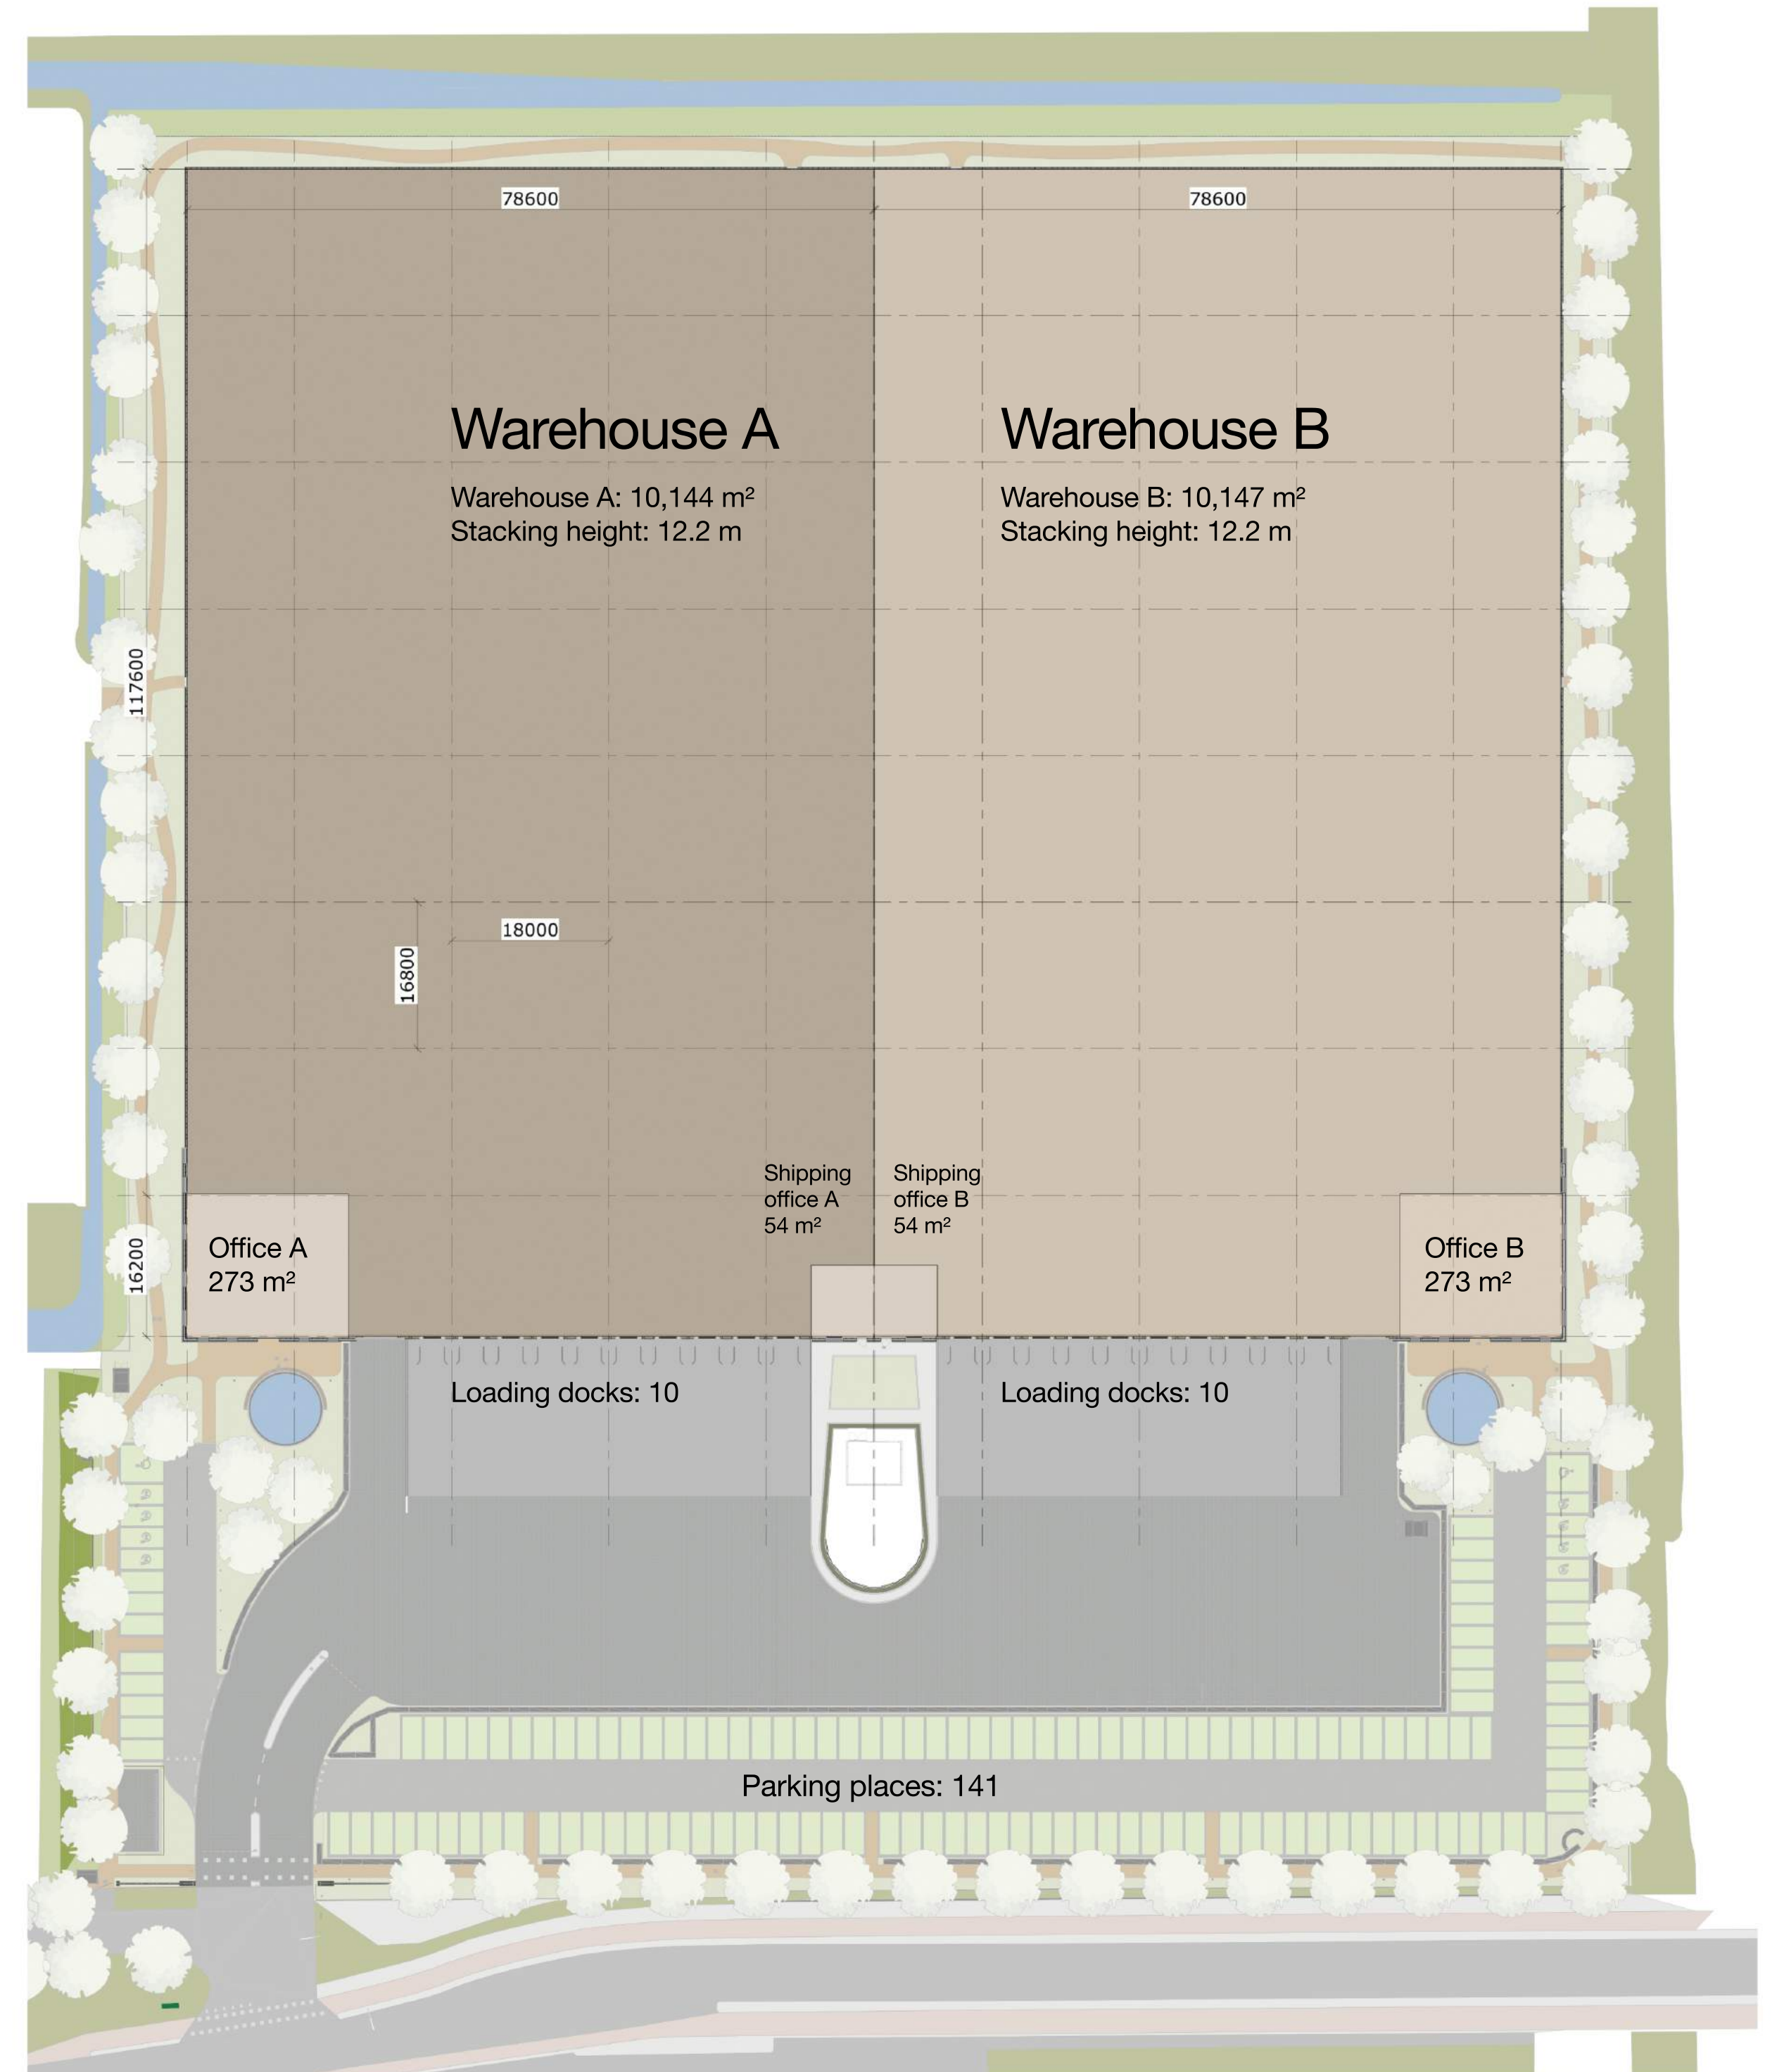 78600
78600
Warehouse A
Warehouse A: 10,144 m²
Stacking height: 12.2 m
Warehouse B
Warehouse B: 10,147 m²
Stacking height: 12.2 m
117600
18000
16800
Shipping
office A
54 m²
Shipping
office B
54 m²
16200
Office A
273 m²
Office B
273 m²
Loading docks: 10
Loading docks: 10
Parking places: 141